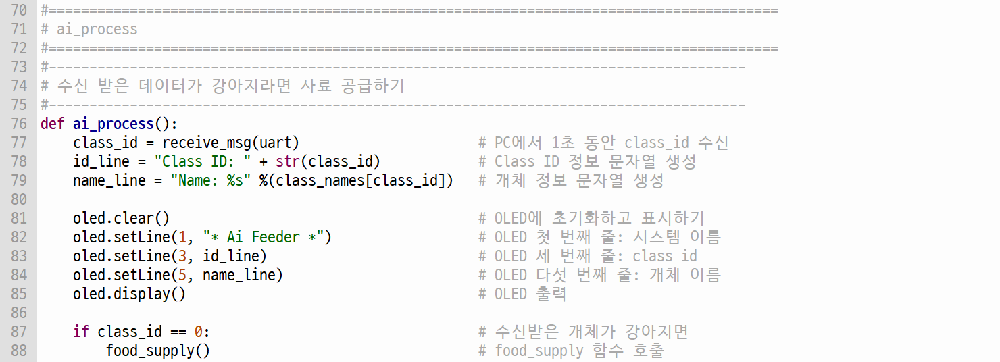 70 #==========================================================================================
71 # ai_process
72 #==========================================================================================
73 #--------------------------------------------------------------------------------------
74 # 수신 받은 데이터가 강아지라면 사료 공급하기
75 #--------------------------------------------------------------------------------------
76 def ai_process():
77     class_id = receive_msg(uart)                      # PC에서 1초 동안 class_id 수신
78     id_line = "Class ID: " + str(class_id)            # Class ID 정보 문자열 생성
79     name_line = "Name: %s" %(class_names[class_id])   # 개체 정보 문자열 생성
80
81     oled.clear()                                      # OLED에 초기화하고 표시하기
82     oled.setLine(1, "* Ai Feeder *")                  # OLED 첫 번째 줄: 시스템 이름
83     oled.setLine(3, id_line)                          # OLED 세 번째 줄: class id
84     oled.setLine(5, name_line)                        # OLED 다섯 번째 줄: 개체 이름
85     oled.display()                                    # OLED 출력
86
87     if class_id == 0:                                 # 수신받은 개체가 강아지면
88         food_supply()                                 # food_supply 함수 호출